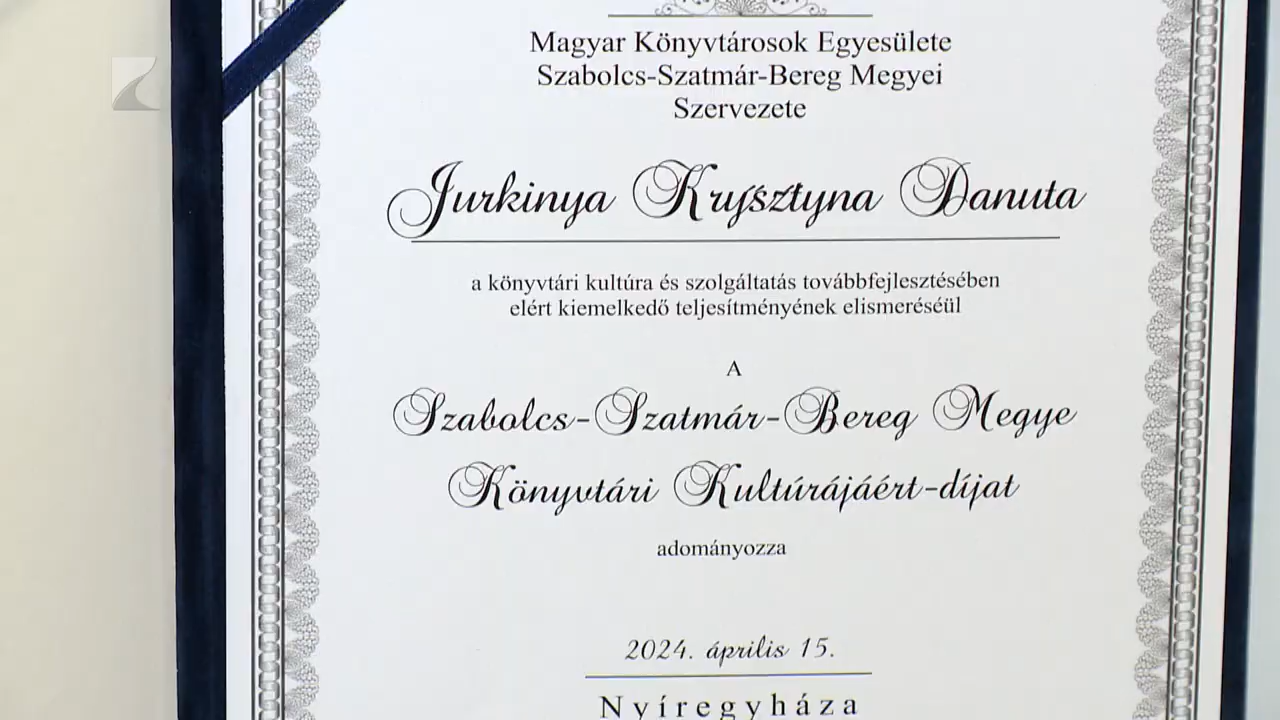 Magyar Könyvtárosok Egyesülete
Szabolcs-Szatmár-Bereg Megyei
Szervezete
Jurkinya Krysztyna Danuta
a könyvtári kultúra és szolgáltatás továbbfejlesztésében
elért kiemelkedő teljesítményének elismeréséül
A
Szabolcs-Szatmár-Bereg Megye
Könyvtári Kultúrájáért-díjat
adományozza
2024. április 15.
Nyíregyháza